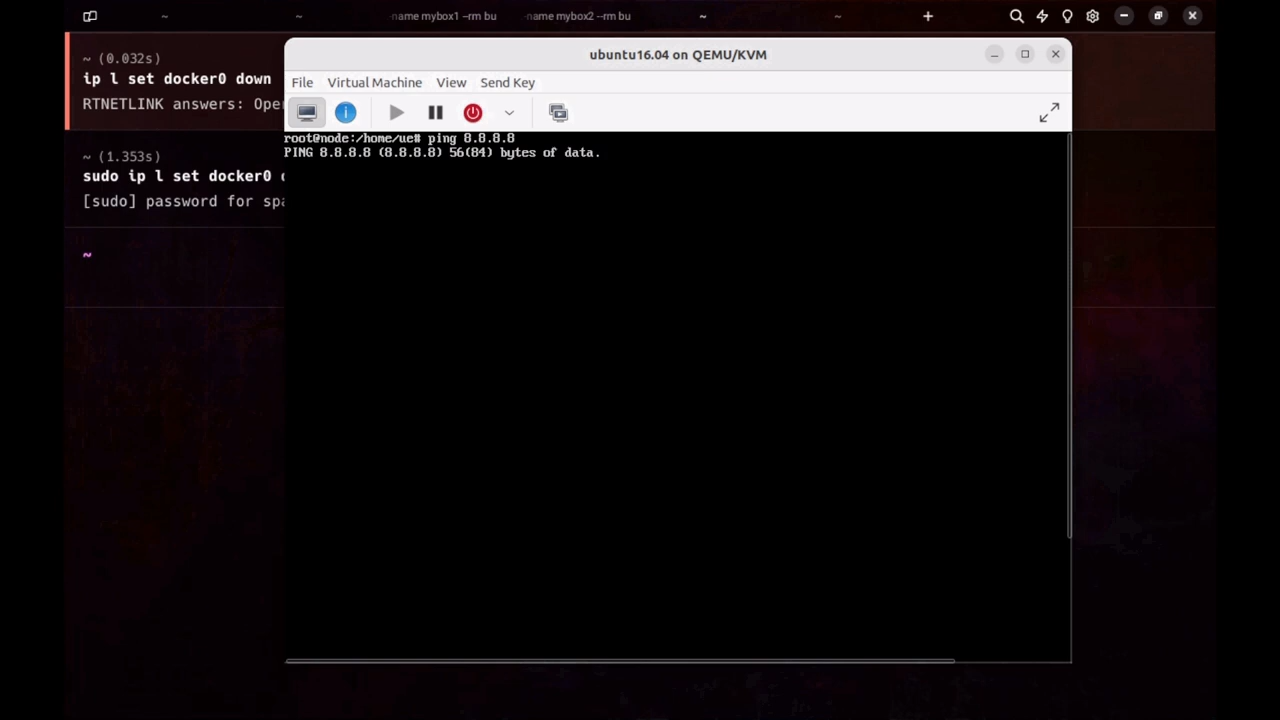 ~
~
-name mybox1 --rm bu
-name mybox2 --rm bu
~
~
~ (0.032s)
ip l set docker0 down
RTNETLINK answers: Ope
~ (1.353s)
sudo ip l set docker0 d
[sudo] password for spa
~
ubuntu16.04 on QEMU/KVM
File Virtual Machine View Send Key
root@node:/home/ue# ping 8.8.8.8
PING 8.8.8.8 (8.8.8.8) 56(84) bytes of data.